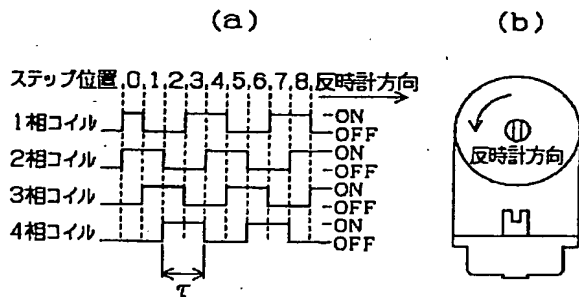 (a)
ステップ位置 0 1 2 3 4 5 6 7 8 反時計方向
1相コイル ON
OFF
2相コイル ON
OFF
3相コイル ON
OFF
4相コイル ON
OFF
τ
(b)
反時計方向